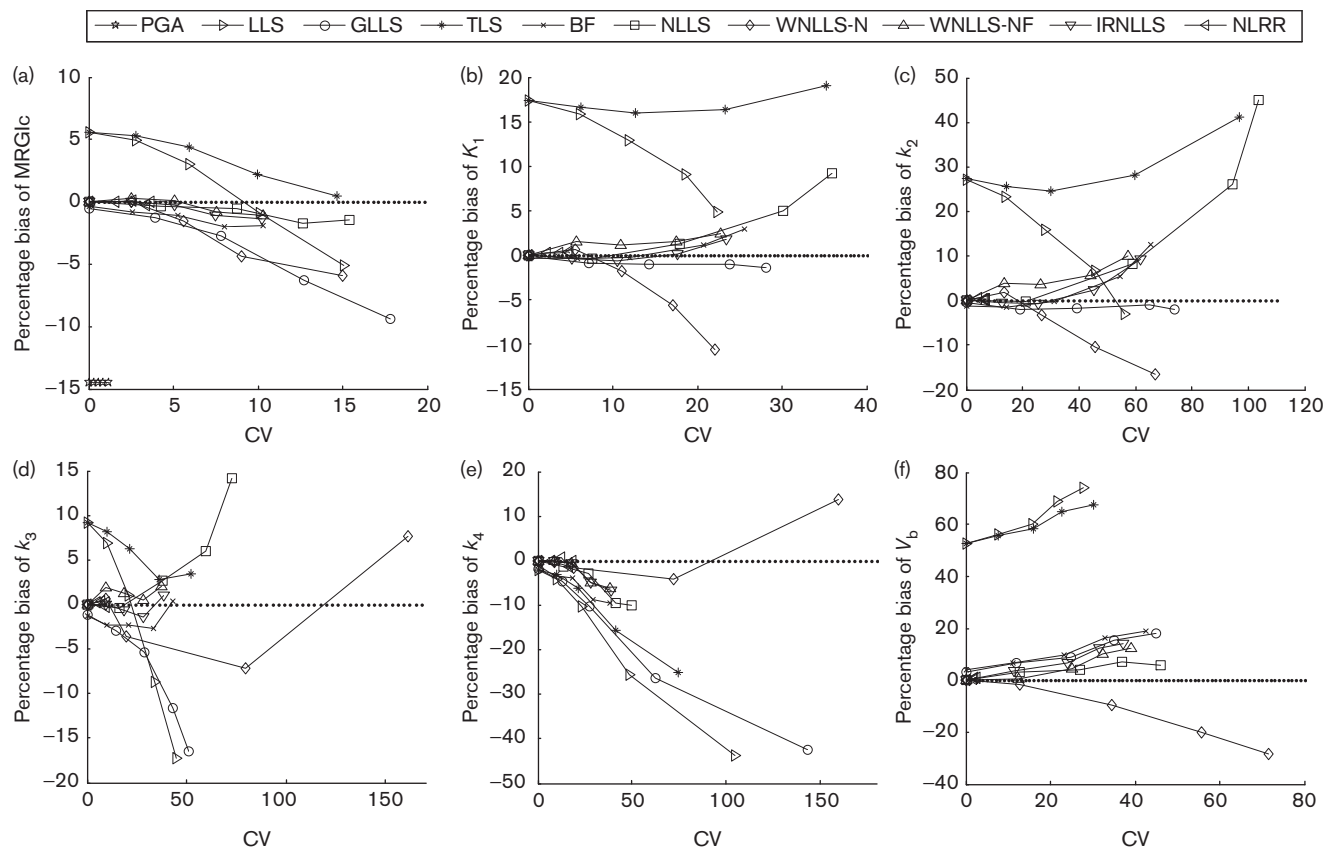 PGA LLS GLLS TLS BF NLLS WNLLS-N WNLLS-NF IRNLLS NLRR
(a)
Percentage bias of MRGlc
10
5
0
−5
−10
−15
0 5 10 15 20
CV
(b)
Percentage bias of K1
20
15
10
5
0
−5
−10
−15
0 10 20 30 40
CV
(c)
Percentage bias of k2
50
40
30
20
10
0
−10
−20
0 20 40 60 80 100 120
CV
(d)
Percentage bias of k3
15
10
5
0
−5
−10
−15
−20
0 50 100 150
CV
(e)
Percentage bias of k4
20
10
0
−10
−20
−30
−40
−50
0 50 100 150
CV
(f)
Percentage bias of Vb
80
60
40
20
0
−20
−40
0 20 40 60 80
CV